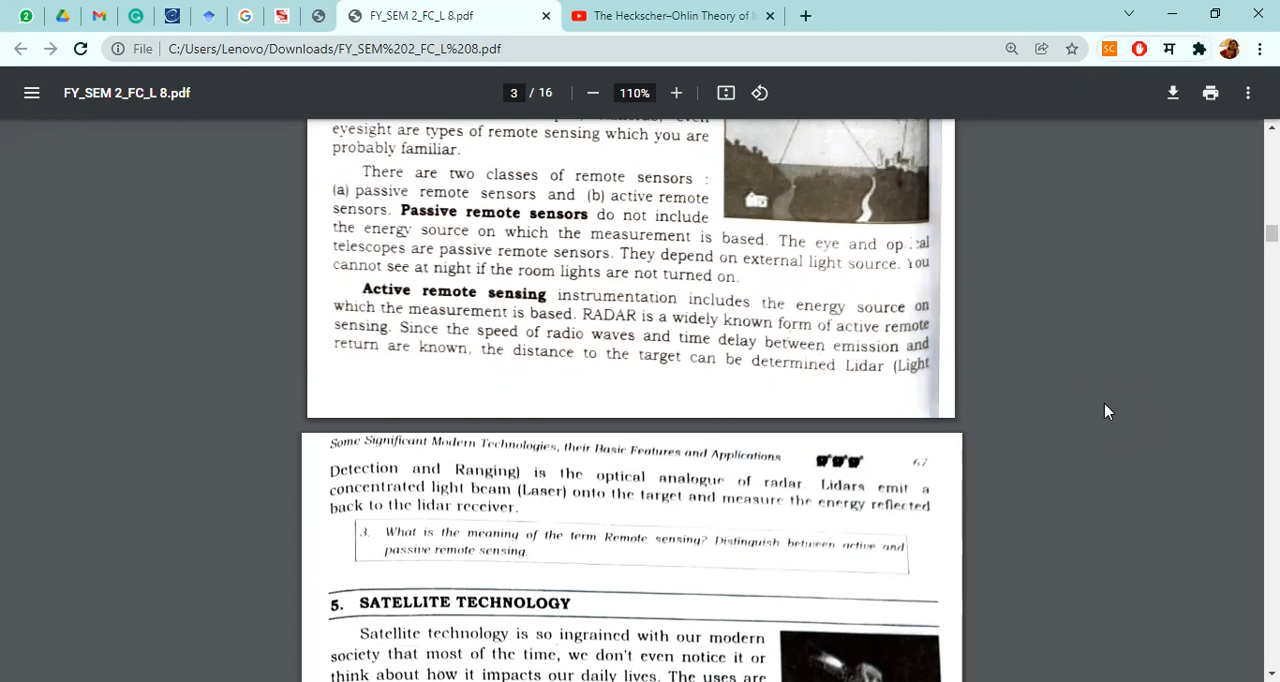 FY_SEM 2_FC_L 8.pdf
The Heckscher–Ohlin Theory of I
File
C:/Users/Lenovo/Downloads/FY_SEM%202_FC_L%208.pdf
FY_SEM 2_FC_L 8.pdf
3 / 16
110%
even
eyesight are types of remote sensing which you are
probably familiar.
There are two classes of remote sensors :
(a) passive remote sensors and (b) active remote
sensors. Passive remote sensors do not include
the energy source on which the measurement is based. The eye and op..:al
telescopes are passive remote sensors. They depend on external light source. You
cannot see at night if the room lights are not turned on.
Active remote sensing instrumentation includes the energy source on
which the measurement is based. RADAR is a widely known form of active remote
sensing. Since the speed of radio waves and time delay between emission and
return are known, the distance to the target can be determined Lidar (Light
Some Significant Modern Technologies, their Basic Features and Applications 67
Detection and Ranging) is the optical analogue of radar. Lidars emit a
concentrated light beam (Laser) onto the target and measure the energy reflected
back to the lidar receiver.
3. What is the meaning of the term Remote sensing? Distinguish between active and
passive remote sensing.
5. SATELLITE TECHNOLOGY
Satellite technology is so ingrained with our modern
society that most of the time, we don't even notice it or
think about how it impacts our daily lives. The uses are